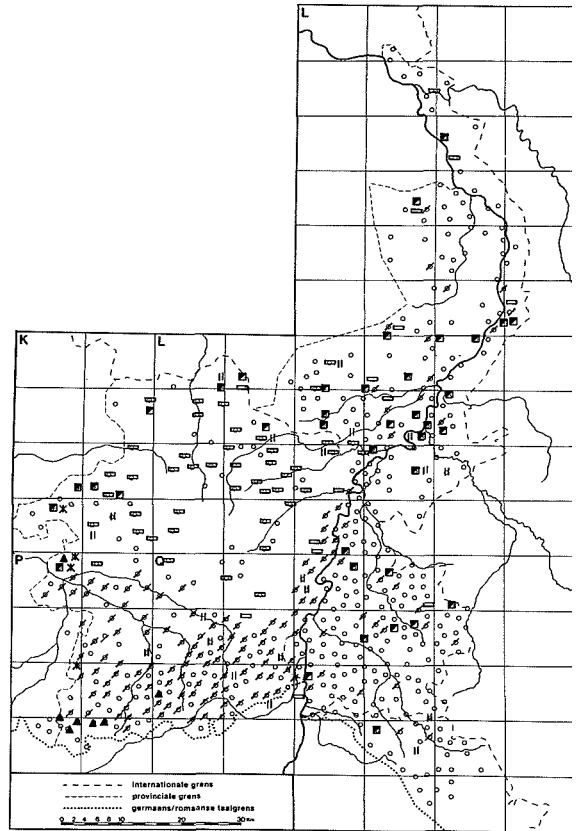 L
K
L
P
Q
internationale grens
provinciale grens
germaans/romaanse taalgrens
0 2 4 6 8 10 20 30 Km